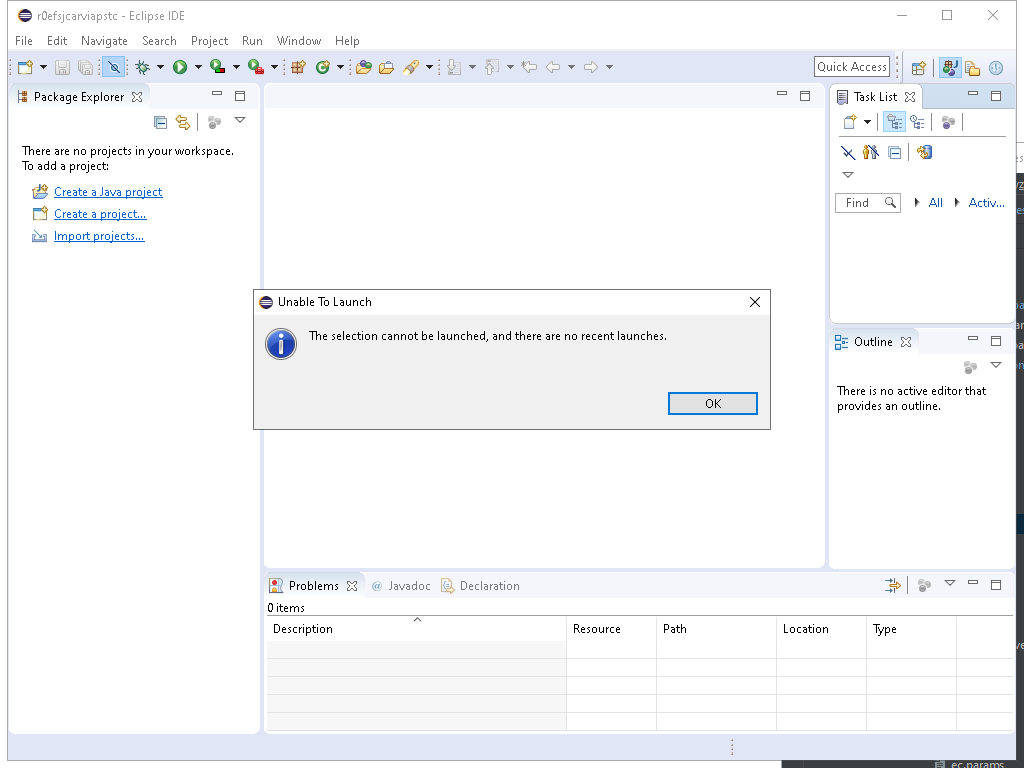 r0efsjcarviapstc - Eclipse IDE
File Edit Navigate Search Project Run Window Help
Quick Access
Package Explorer
There are no projects in your workspace.
To add a project:
Create a Java project
Create a project...
Import projects...
Task List
Find
All
Activ...
Unable To Launch
The selection cannot be launched, and there are no recent launches.
OK
Outline
There is no active editor that
provides an outline.
Problems @ Javadoc Declaration
0 items
Description Resource Path Location Type
ec.params